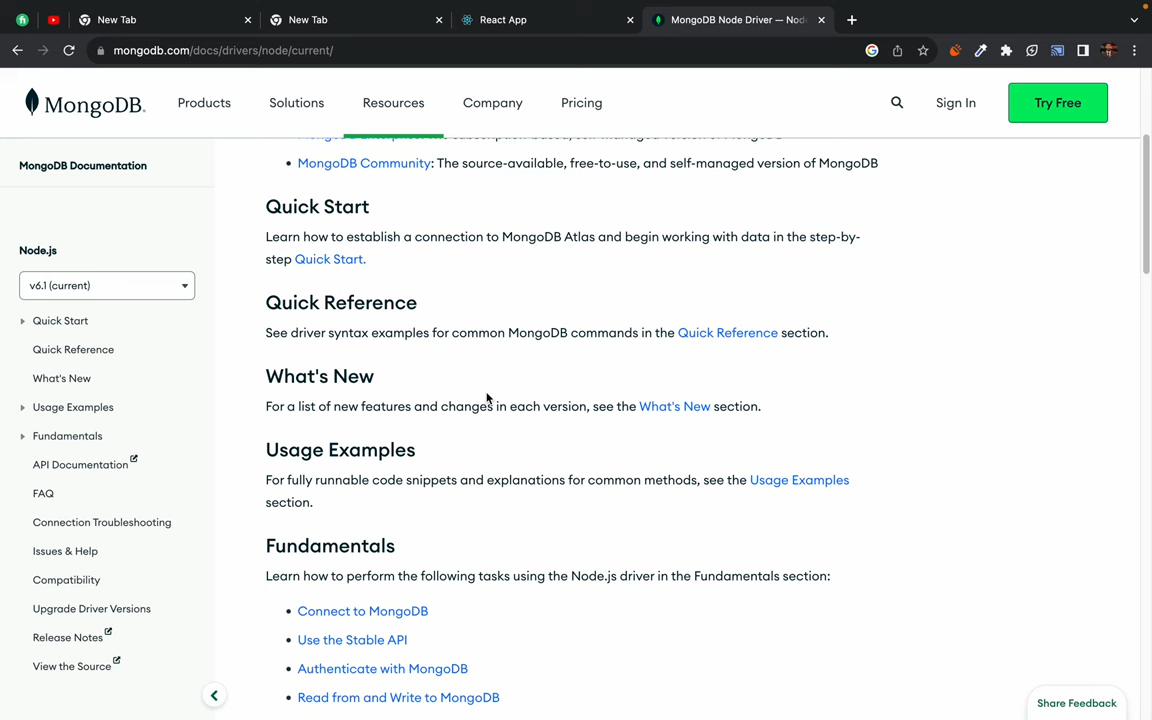 New Tab
New Tab
React App
MongoDB Node Driver — Node
mongodb.com/docs/drivers/node/current/
MongoDB.
Products
Solutions
Resources
Company
Pricing
Sign In
Try Free
MongoDB Documentation
Node.js
v6.1 (current)
Quick Start
Quick Reference
What's New
Usage Examples
Fundamentals
API Documentation
FAQ
Connection Troubleshooting
Issues & Help
Compatibility
Upgrade Driver Versions
Release Notes
View the Source
• MongoDB Community: The source-available, free-to-use, and self-managed version of MongoDB
Quick Start
Learn how to establish a connection to MongoDB Atlas and begin working with data in the step-by-
step Quick Start.
Quick Reference
See driver syntax examples for common MongoDB commands in the Quick Reference section.
What's New
For a list of new features and changes in each version, see the What's New section.
Usage Examples
For fully runnable code snippets and explanations for common methods, see the Usage Examples
section.
Fundamentals
Learn how to perform the following tasks using the Node.js driver in the Fundamentals section:
• Connect to MongoDB
• Use the Stable API
• Authenticate with MongoDB
• Read from and Write to MongoDB
Share Feedback